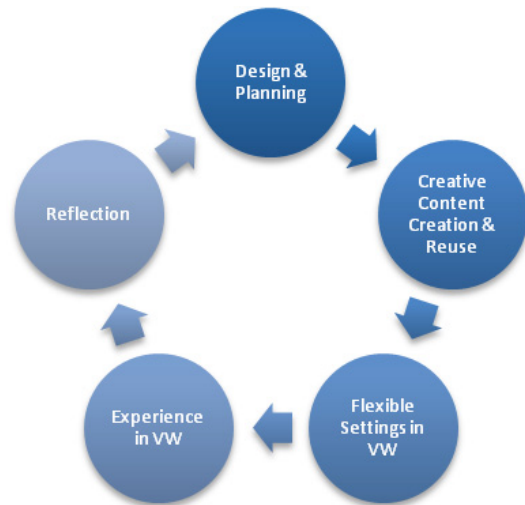 Design &
Planning
Creative
Content
Creation &
Reuse
Flexible
Settings in
VW
Experience
in VW
Reflection